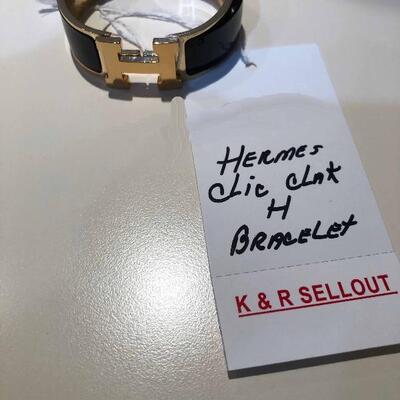 HERMES
CLIC CLAK
H
BRACELET
K & R SELLOUT